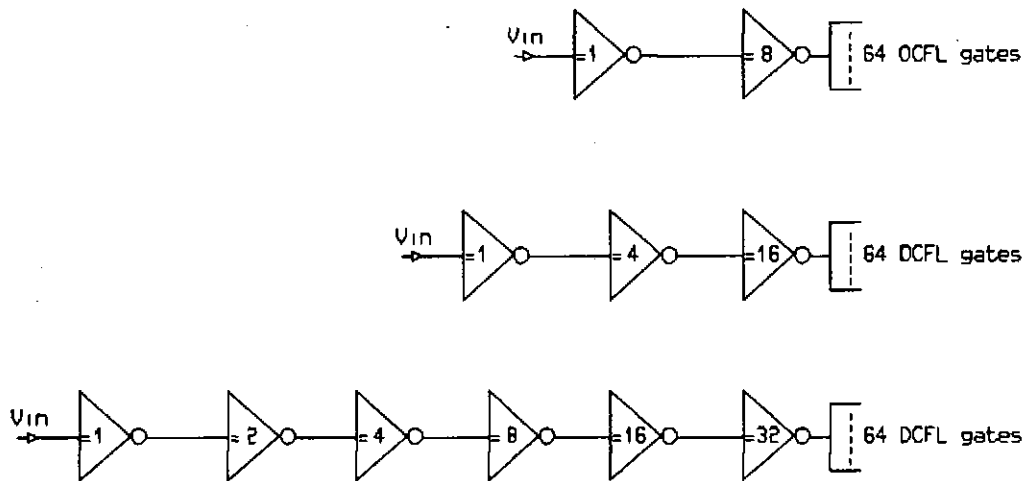 Vin =1 =8 64 OCFL gates
Vin =1 =4 =16 64 DCFL gates
Vin =1 =2 =4 =8 =16 =32 64 DCFL gates